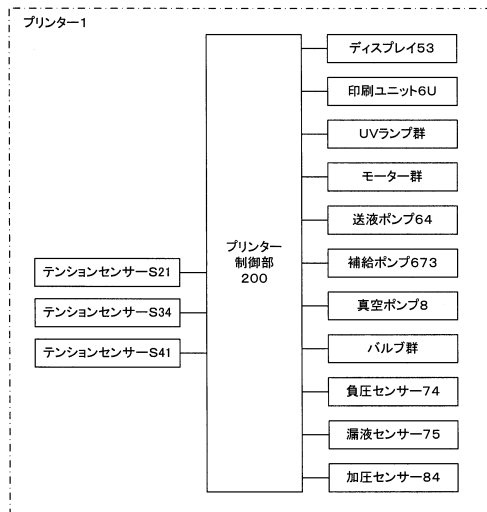 プリンター1
ディスプレイ53
印刷ユニット6U
UVランプ群
モーター群
送液ポンプ64
補給ポンプ673
真空ポンプ8
バルブ群
負圧センサー74
漏液センサー75
加圧センサー84
プリンター
制御部
200
テンションセンサーS21
テンションセンサーS34
テンションセンサーS41